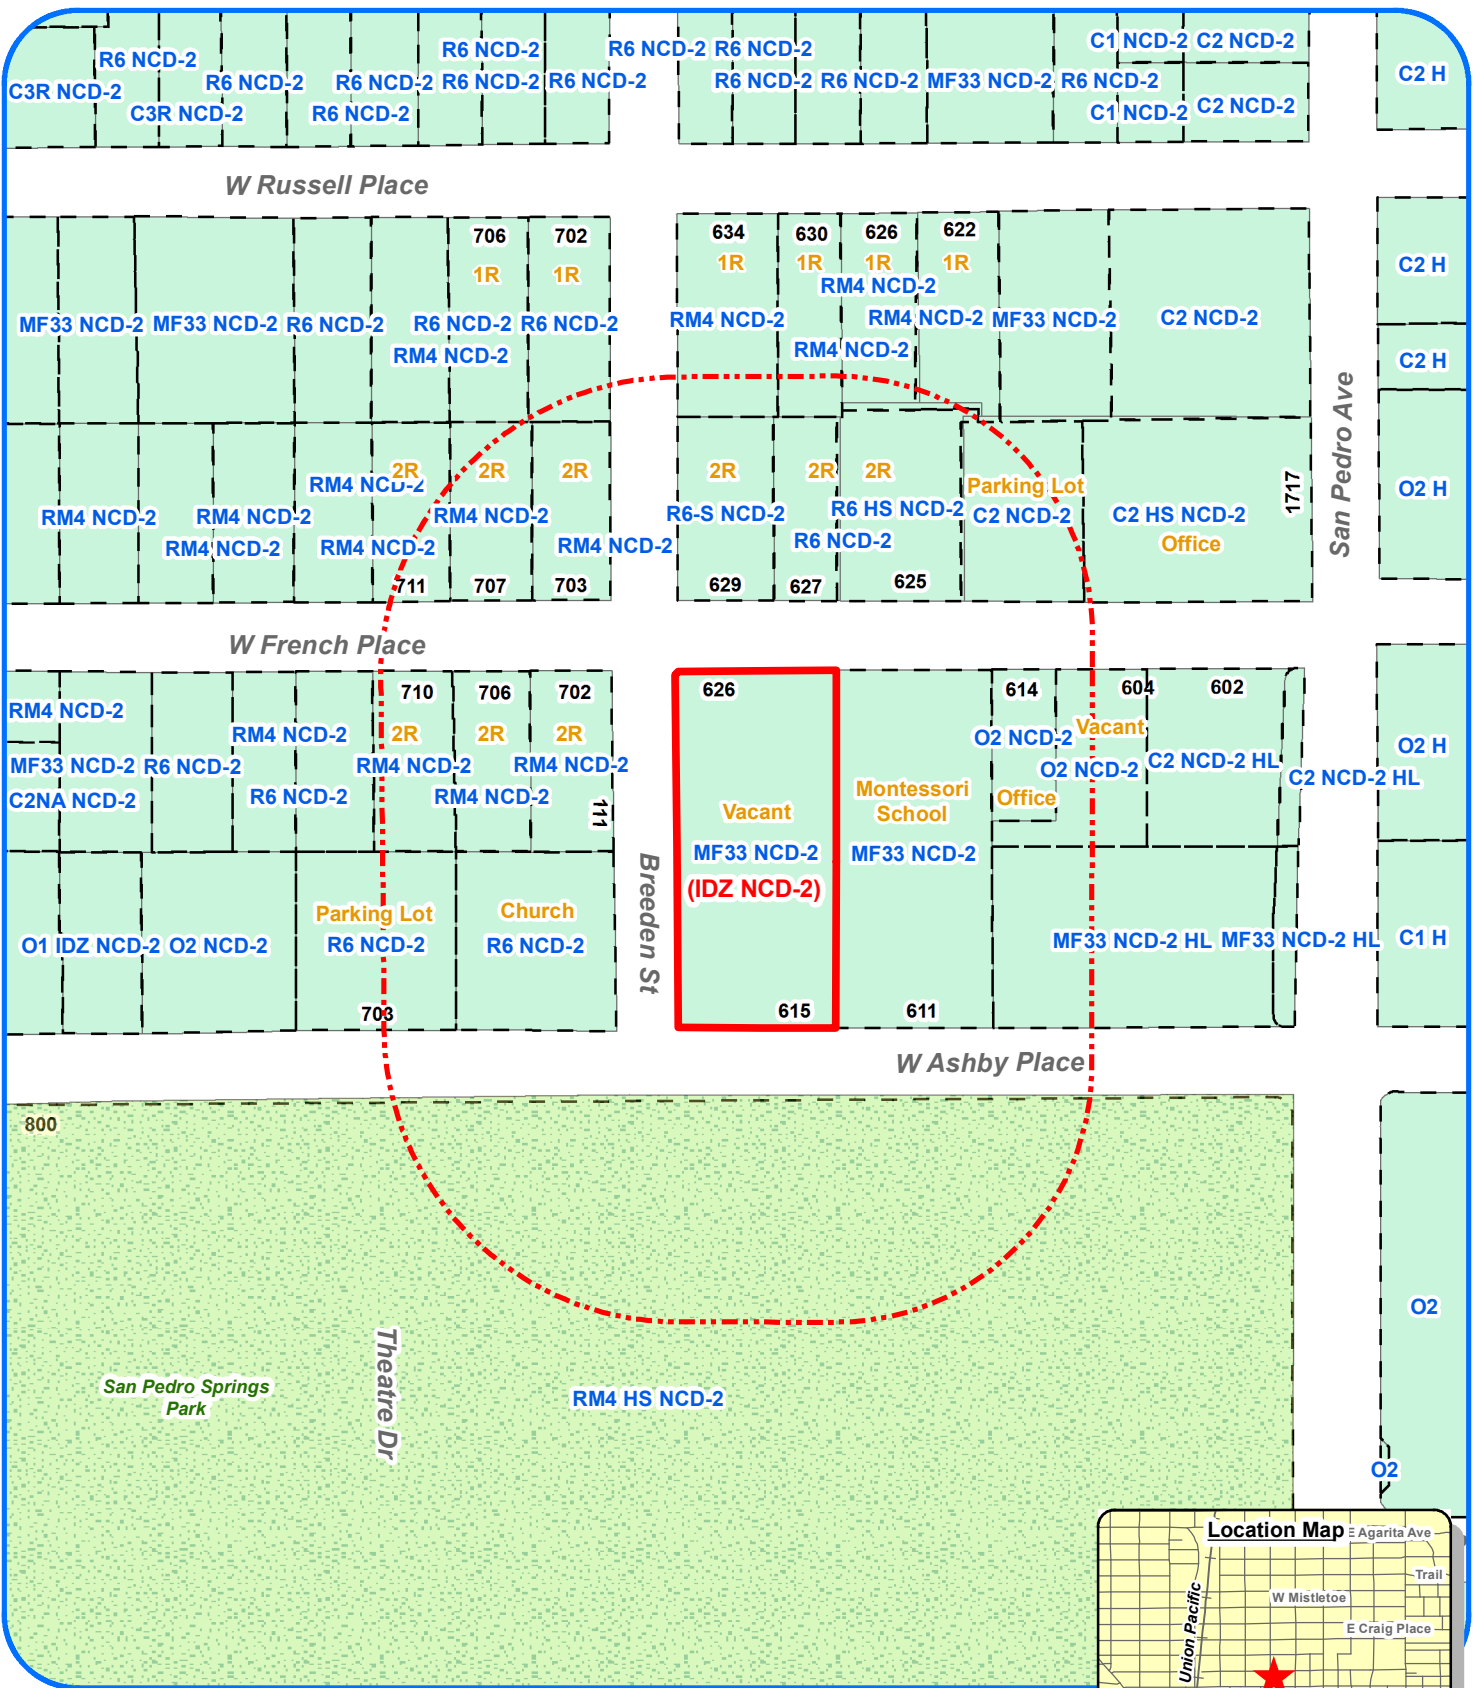 R6 NCD-2
C3R NCD-2
C3R NCD-2
R6 NCD-2
R6 NCD-2
R6 NCD-2
R6 NCD-2
R6 NCD-2
R6 NCD-2
R6 NCD-2
R6 NCD-2
R6 NCD-2
R6 NCD-2
MF33 NCD-2
R6 NCD-2
C1 NCD-2
C2 NCD-2
C1 NCD-2
C2 NCD-2
C2 H
W Russell Place
706
702
1R
1R
MF33 NCD-2
MF33 NCD-2
R6 NCD-2
R6 NCD-2
R6 NCD-2
RM4 NCD-2
634
630
626
622
1R
1R
1R
1R
RM4 NCD-2
RM4 NCD-2
RM4 NCD-2
MF33 NCD-2
C2 NCD-2
RM4 NCD-2
C2 H
C2 H
O2 H
San Pedro Ave
2R
2R
2R
RM4 NCD-2
RM4 NCD-2
RM4 NCD-2
RM4 NCD-2
RM4 NCD-2
RM4 NCD-2
RM4 NCD-2
711
707
703
2R
2R
2R
Parking Lot
R6-S NCD-2
R6 HS NCD-2
C2 NCD-2
C2 HS NCD-2
R6 NCD-2
Office
1717
629
627
625
W French Place
710
706
702
RM4 NCD-2
2R
2R
2R
RM4 NCD-2
MF33 NCD-2
R6 NCD-2
RM4 NCD-2
RM4 NCD-2
C2NA NCD-2
R6 NCD-2
RM4 NCD-2
111
626
614
604
602
O2 NCD-2
Vacant
O2 NCD-2
C2 NCD-2 HL
C2 NCD-2 HL
O2 H
Vacant
Montessori
School
Office
MF33 NCD-2
MF33 NCD-2
(IDZ NCD-2)
Breeden St
Parking Lot
Church
O1 IDZ NCD-2
O2 NCD-2
R6 NCD-2
R6 NCD-2
MF33 NCD-2 HL
MF33 NCD-2 HL
C1 H
703
615
611
W Ashby Place
800
O2
San Pedro Springs
Park
Theatre Dr
RM4 HS NCD-2
O2
Location Map
E Agarita Ave
Trail
W Mistletoe
E Craig Place
Union Pacific